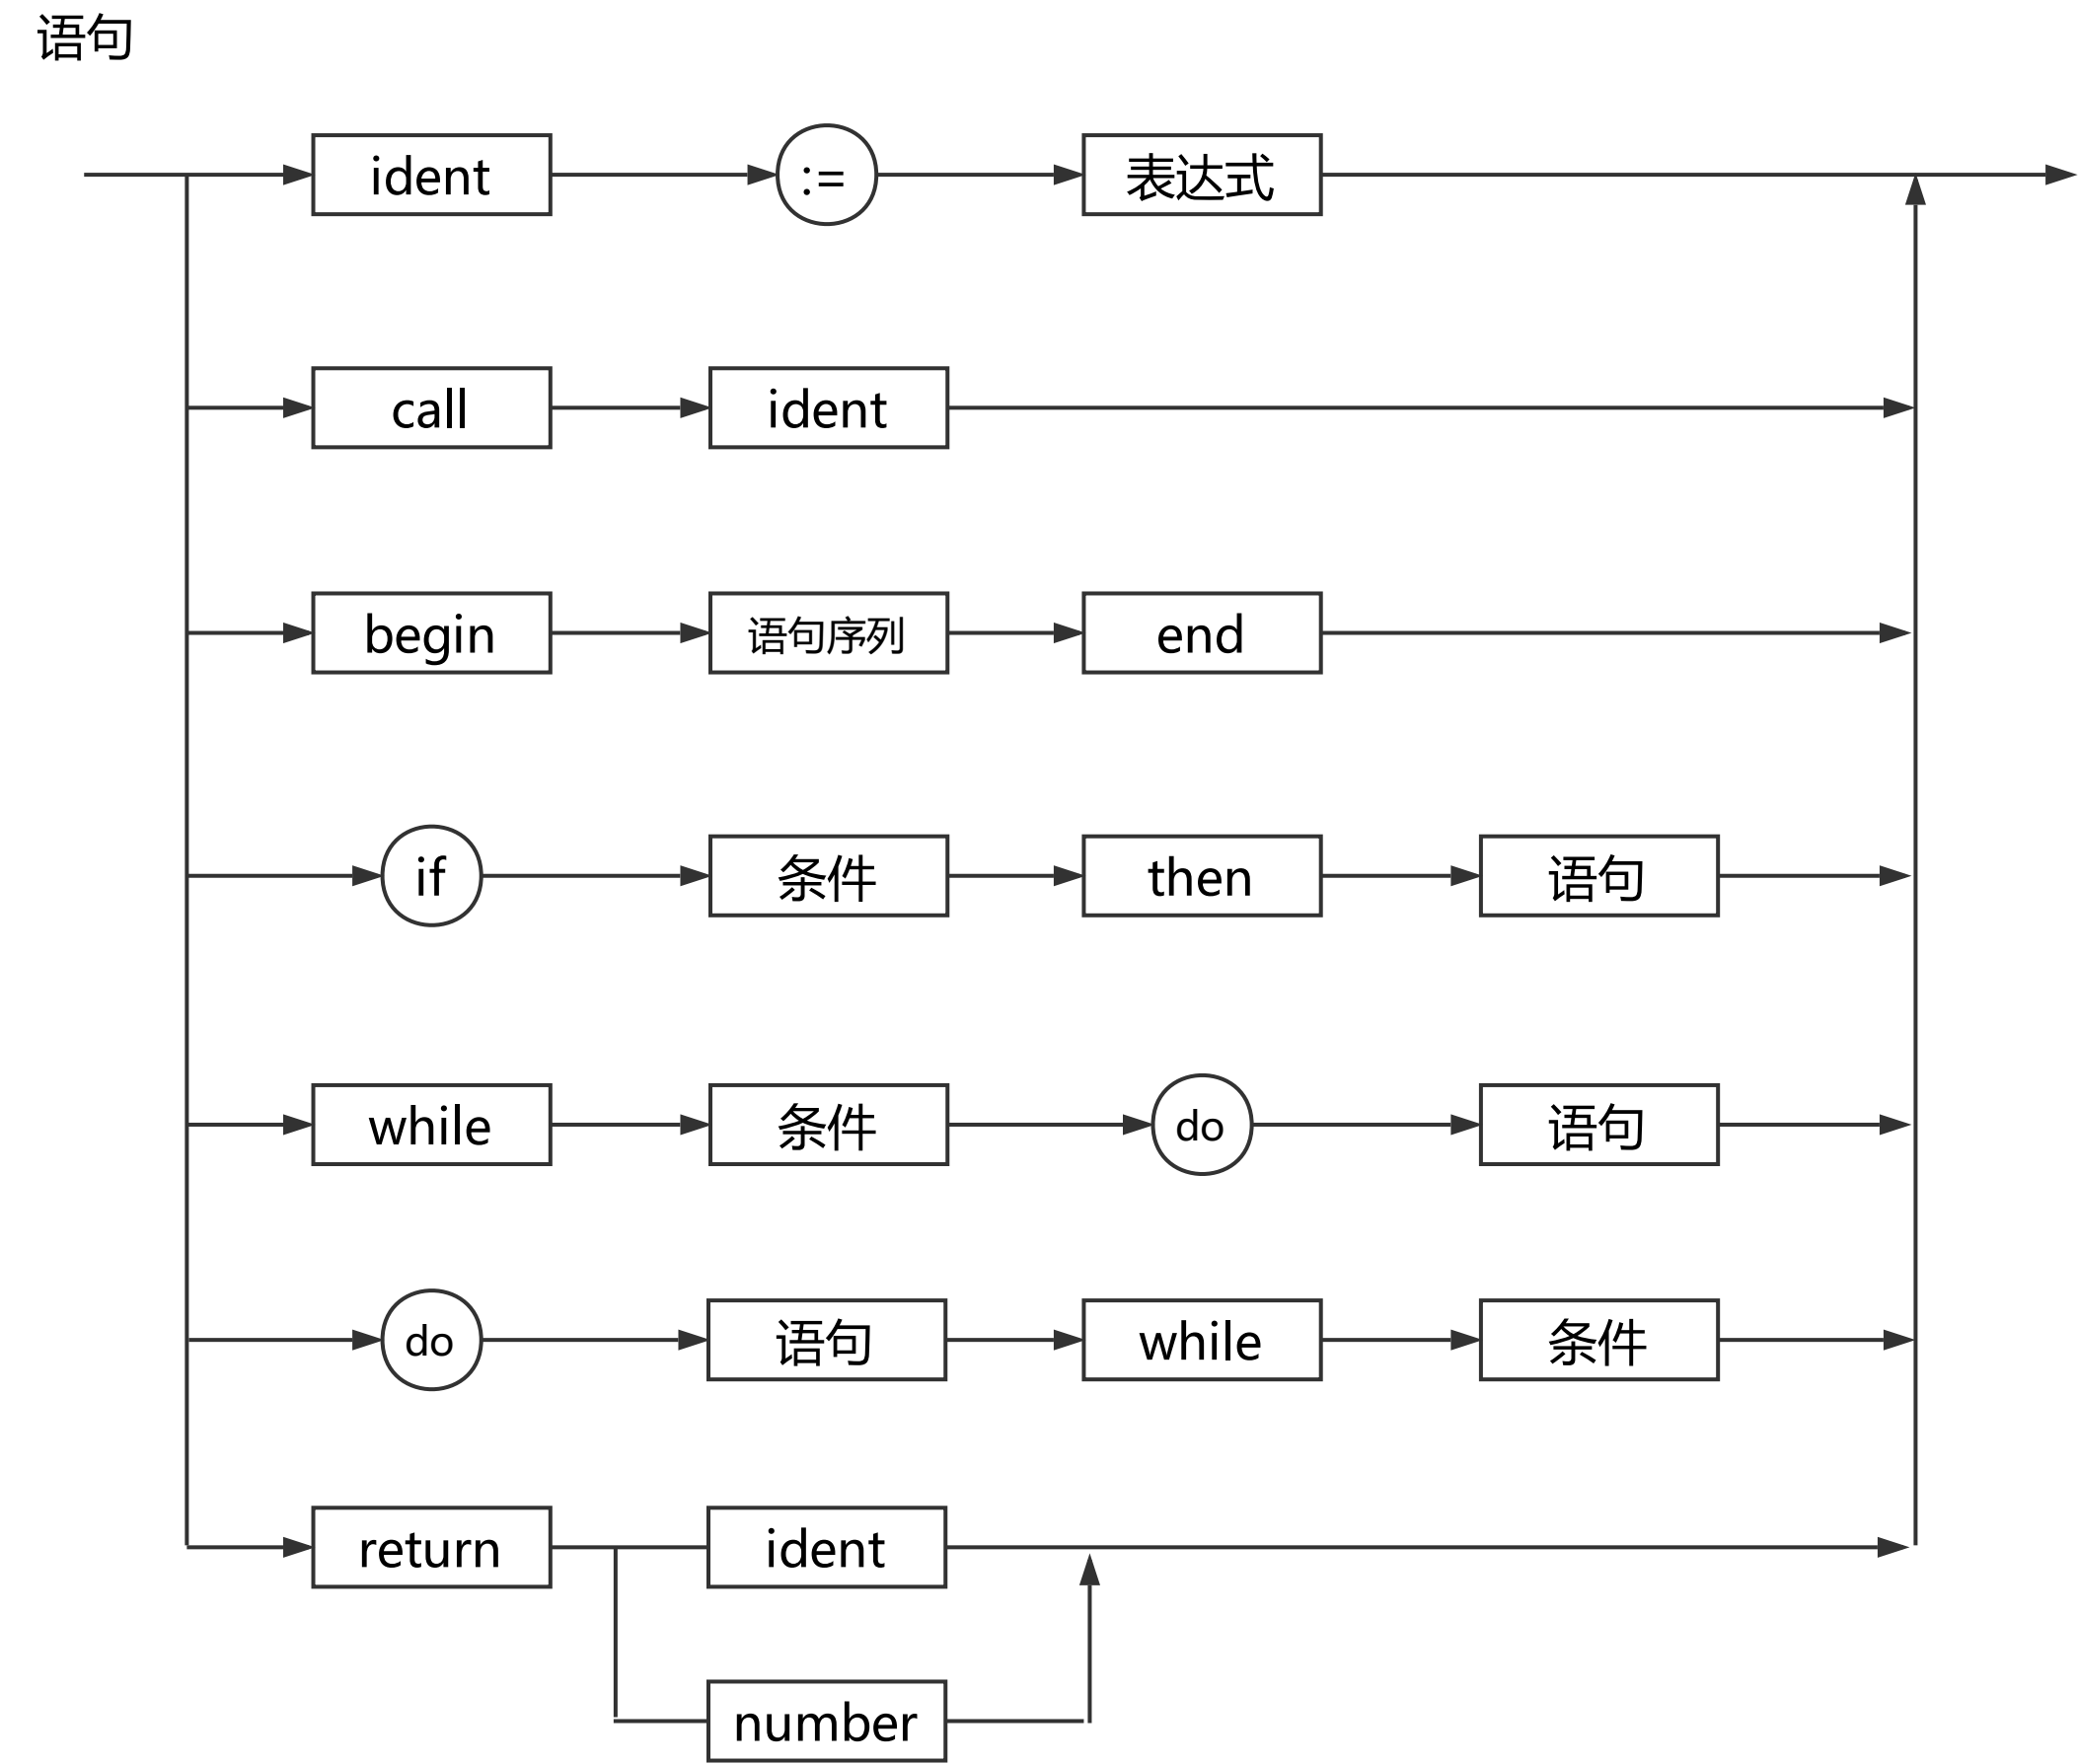 语句
ident := 表达式
call ident
begin 语句序列 end
if 条件 then 语句
while 条件 do 语句
do 语句 while 条件
return ident
number